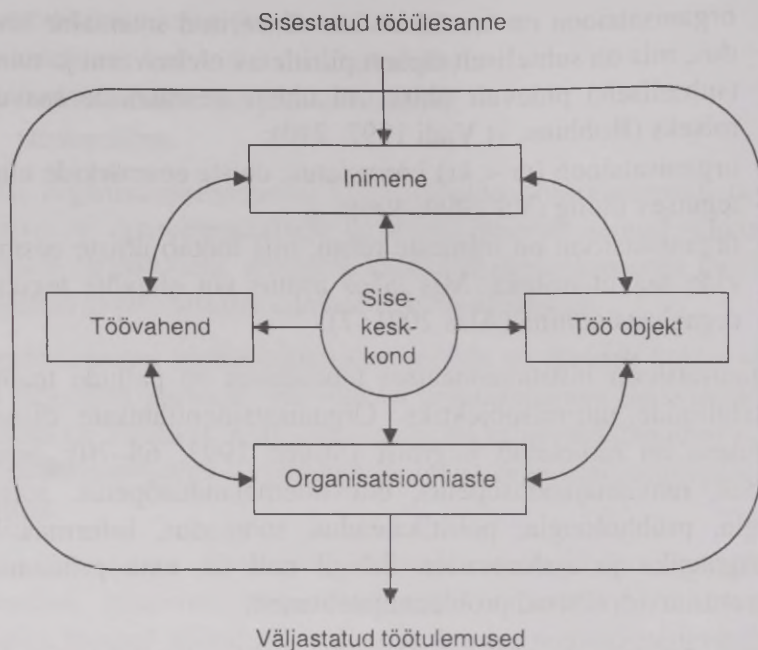 Sisestatud tööülesanne
Inimene
Töövahend
Sise-
kesk-
kond
Töö objekt
Organisatsiooniaste
Väljastatud töötulemused